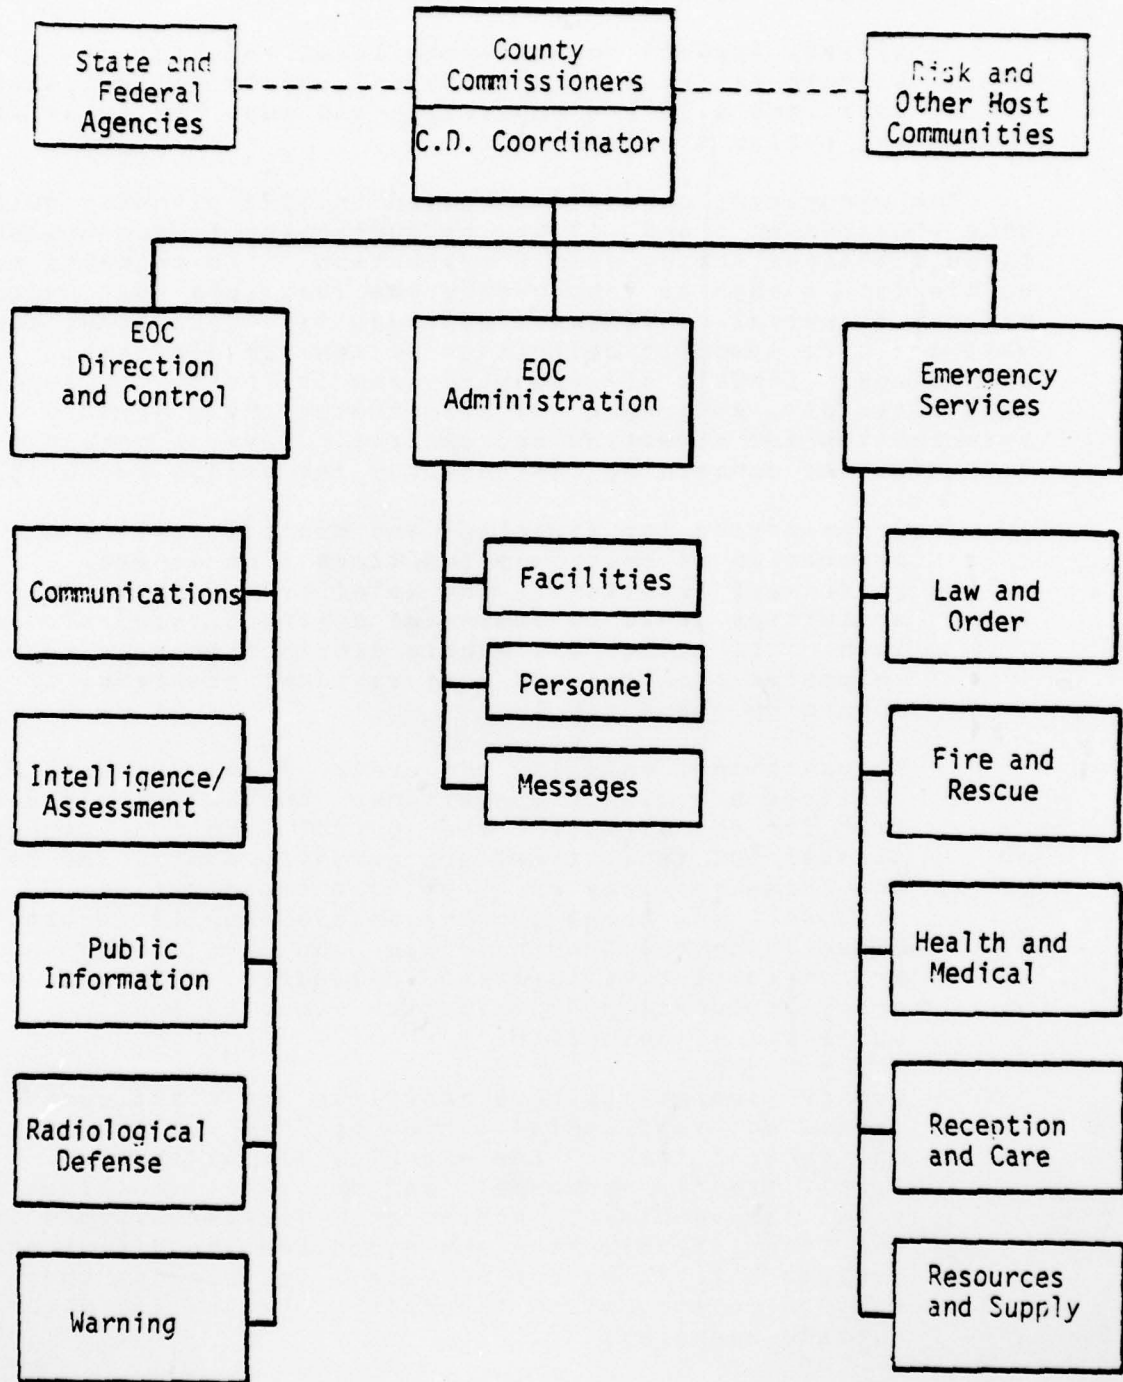 State and
Federal
Agencies
County
Commissioners
C.D. Coordinator
Risk and
Other Host
Communities
EOC
Direction
and Control
EOC
Administration
Emergency
Services
Communications
Intelligence/
Assessment
Public
Information
Radiological
Defense
Warning
Facilities
Personnel
Messages
Law and
Order
Fire and
Rescue
Health and
Medical
Reception
and Care
Resources
and Supply